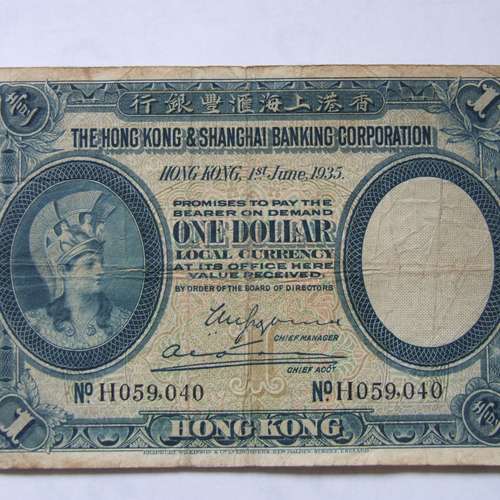 行銀豐滙海上港香
1
THE HONG KONG & SHANGHAI BANKING CORPORATION
HONG KONG, 1st June, 1935.
PROMISES TO PAY THE
BEARER ON DEMAND
ONE DOLLAR
LOCAL CURRENCY
AT ITS OFFICE HERE
VALUE RECEIVED.
BY ORDER OF THE BOARD OF DIRECTORS
CHIEF MANAGER
CHIEF ACCT
No H059,040 No H059,040
1
HONG KONG